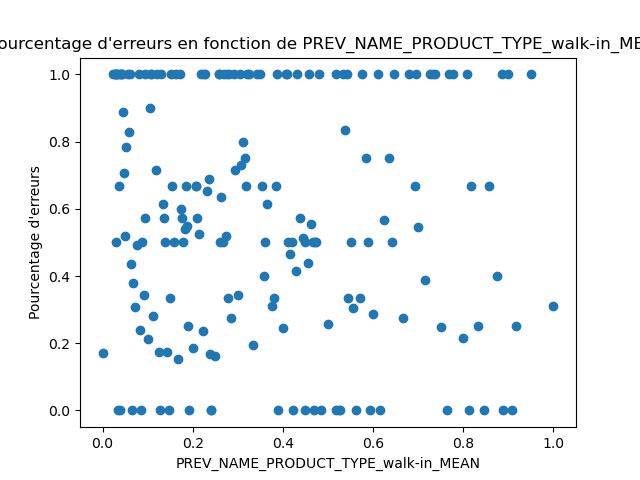 ourcentage d'erreurs en fonction de PREV_NAME_PRODUCT_TYPE_walk-in_ME
1.0
0.8
0.6
0.4
0.2
0.0
Pourcentage d'erreurs
0.0 0.2 0.4 0.6 0.8 1.0
PREV_NAME_PRODUCT_TYPE_walk-in_MEAN